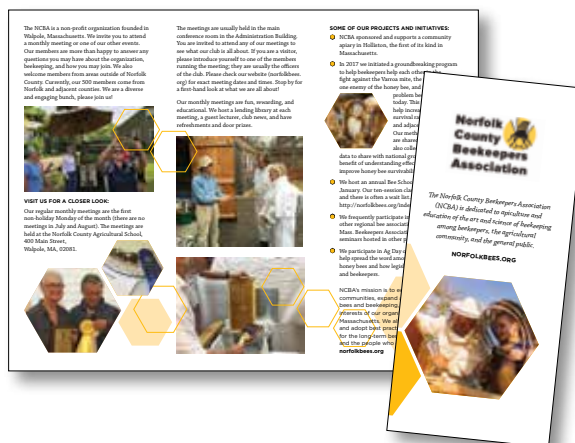 The NCBA is a non-profit organization founded in
Walpole, Massachusetts. We invite you to attend
a monthly meeting or one of our other events.
Our members are more than happy to answer any
questions you may have about the organization,
beekeeping, and how you may join. We also
welcome members from areas outside of Norfolk
County. Currently, our 500 members come from
Norfolk and adjacent counties. We are a diverse
and engaging bunch, please join us!
VISIT US FOR A CLOSER LOOK:
Our regular monthly meetings are the first
non-holiday Monday of the month (there are no
meetings in July and August). The meetings are
held at the Norfolk County Agricultural School,
400 Main Street,
Walpole, MA, 02081.
The meetings are usually held in the main
conference room in the Administration Building.
You are invited to attend any of our meetings to
see what our club is all about! If you are a visitor,
please introduce yourself to one of the members
running the meeting; they are usually the officers
of the club. Please check our website (norfolkbees.
org) for exact meeting dates and times. Stop by for
a first-hand look at what we are all about!
Our monthly meetings are fun, rewarding, and
educational. We host a lending library at each
meeting, a guest lecturer, club news, and have
refreshments and door prizes.
SOME OF OUR PROJECTS AND INITIATIVES:
NCBA sponsored and supports a community
apiary in Holliston, the first of its kind in
Massachusetts.
In 2017 we initiated a groundbreaking program
to help beekeepers help each other
fight against the Varroa mite, the
one enemy of the honey bee, and
problem
today. This
help
survival
and
Our
are shared
also
data to share with national
benefit of understanding
improve honey bee
We host an annual Bee School
January. Our ten-session
and there is often a wait list
http://norfolkbees.org/
We frequently participate in
other regional bee
Mass. Beekeepers
seminars hosted in other
We participate in Ag Day
help spread the word
honey bees and how
and beekeepers.
NCBA's mission is to
communities, expand
bees and beekeeping,
interests of our
Massachusetts. We
and adopt best
for the long-term
and the people who
norfolkbees.org
Norfolk
County
Beekeepers
Association
The Norfolk County Beekeepers Association
(NCBA) is dedicated to apiculture and
education of the art and science of beekeeping
among beekeepers, the agricultural
community, and the general public.
NORFOLKBEES.ORG